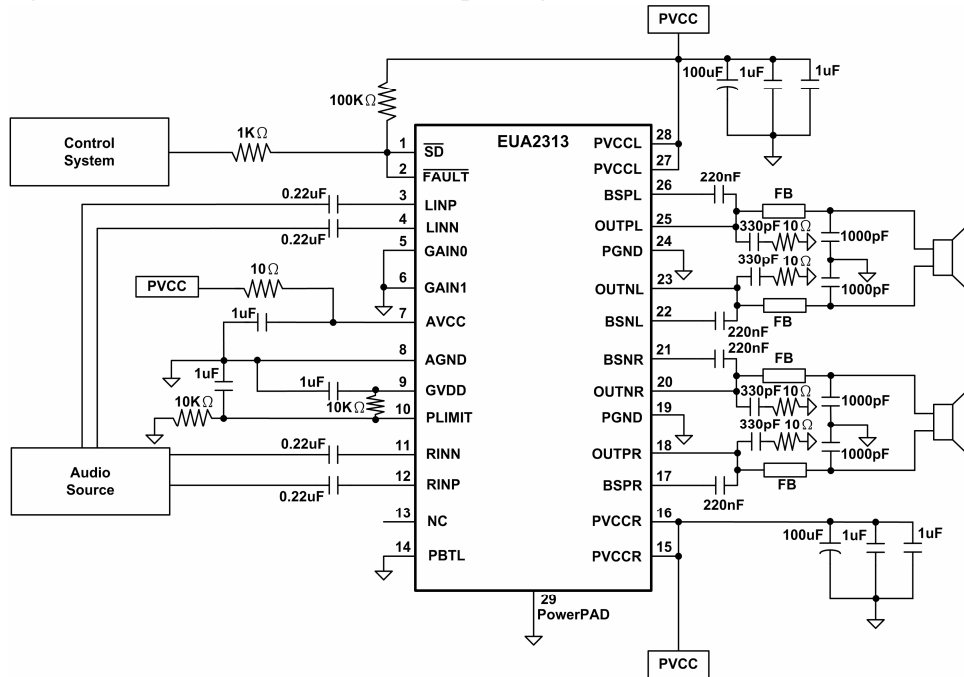 PVCC
100uF 1uF 1uF
100KΩ
Control
System
1KΩ
EUA2313
1 SD
2 FAULT
3 LINP
4 LINN
5 GAIN0
6 GAIN1
7 AVCC
8 AGND
9 GVDD
10 PLIMIT
11 RINN
12 RINP
13 NC
14 PBTL
28 PVCCL
27 PVCCL
26 BSPL
25 OUTPL
24 PGND
23 OUTNL
22 BSNL
21 BSNR
20 OUTNR
19 PGND
18 OUTPR
17 BSPR
16 PVCCR
15 PVCCR
29
PowerPAD
0.22uF
0.22uF
PVCC
10Ω
1uF
1uF
1uF
10KΩ
10KΩ
Audio
Source
0.22uF
0.22uF
220nF
FB
330pF 10Ω
1000pF
330pF 10Ω
1000pF
FB
220nF
220nF
FB
330pF 10Ω
1000pF
330pF 10Ω
1000pF
FB
220nF
100uF 1uF 1uF
PVCC